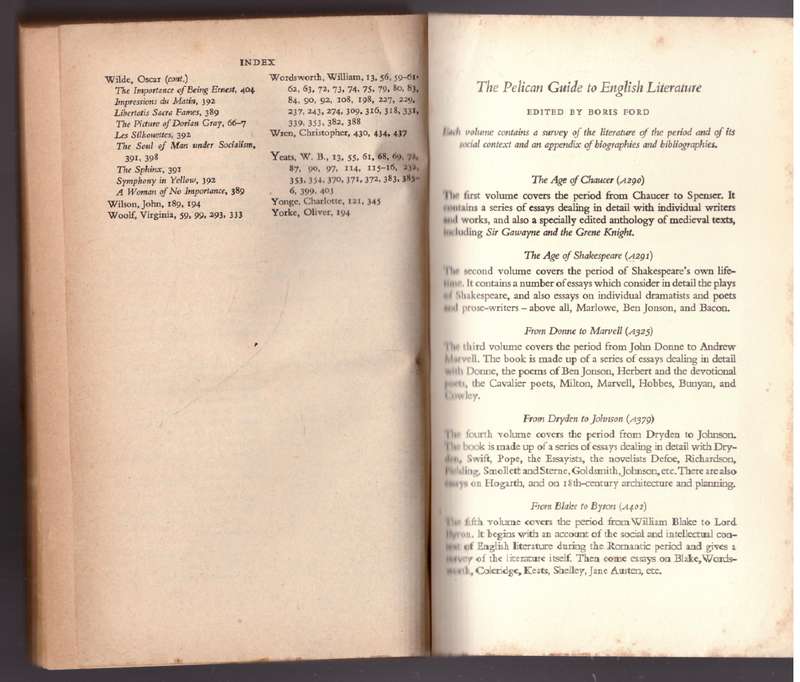 INDEX
Wilde, Oscar (cont.)
The Importance of Being Ernest, 404
Impressions du Matin, 392
Libertatis Sacra Fames, 389
The Picture of Dorian Gray, 66–7
Les Silhouettes, 392
The Soul of Man under Socialism,
391, 398
The Sphinx, 391
Symphony in Yellow, 392
A Woman of No Importance, 389
Wilson, John, 189, 194
Woolf, Virginia, 59, 99, 293, 333
Wordsworth, William, 13, 56, 59–61,
62, 63, 72, 73, 74, 75, 79, 80, 83,
84, 90, 92, 108, 198, 227, 229,
237, 243, 274, 309, 316, 318, 331,
339, 353, 382, 388
Wren, Christopher, 430, 434, 437
Yeats, W. B., 13, 55, 61, 68, 69, 72,
87, 90, 97, 114, 115–16, 232,
353, 354, 370, 371, 372, 383, 385–
6, 399, 403
Yonge, Charlotte, 121, 345
Yorke, Oliver, 194
The Pelican Guide to English Literature
EDITED BY BORIS FORD
Each volume contains a survey of the literature of the period and of its
social context and an appendix of biographies and bibliographies.
The Age of Chaucer (A290)
The first volume covers the period from Chaucer to Spenser. It
contains a series of essays dealing in detail with individual writers
and works, and also a specially edited anthology of medieval texts,
including Sir Gawayne and the Grene Knight.
The Age of Shakespeare (A291)
The second volume covers the period of Shakespeare's own life-
time. It contains a number of essays which consider in detail the plays
of Shakespeare, and also essays on individual dramatists and poets
and prose-writers – above all, Marlowe, Ben Jonson, and Bacon.
From Donne to Marvell (A325)
The third volume covers the period from John Donne to Andrew
Marvell. The book is made up of a series of essays dealing in detail
with Donne, the poems of Ben Jonson, Herbert and the devotional
poets, the Cavalier poets, Milton, Marvell, Hobbes, Bunyan, and
Cowley.
From Dryden to Johnson (A379)
The fourth volume covers the period from Dryden to Johnson.
The book is made up of a series of essays dealing in detail with Dry-
den, Swift, Pope, the Essayists, the novelists Defoe, Richardson,
Fielding, Smollett and Sterne, Goldsmith, Johnson, etc. There are also
essays on Hogarth, and on 18th-century architecture and planning.
From Blake to Byron (A402)
The fifth volume covers the period from William Blake to Lord
Byron. It begins with an account of the social and intellectual con-
text of English literature during the Romantic period and gives a
survey of the literature itself. Then come essays on Blake, Words-
worth, Coleridge, Keats, Shelley, Jane Austen, etc.